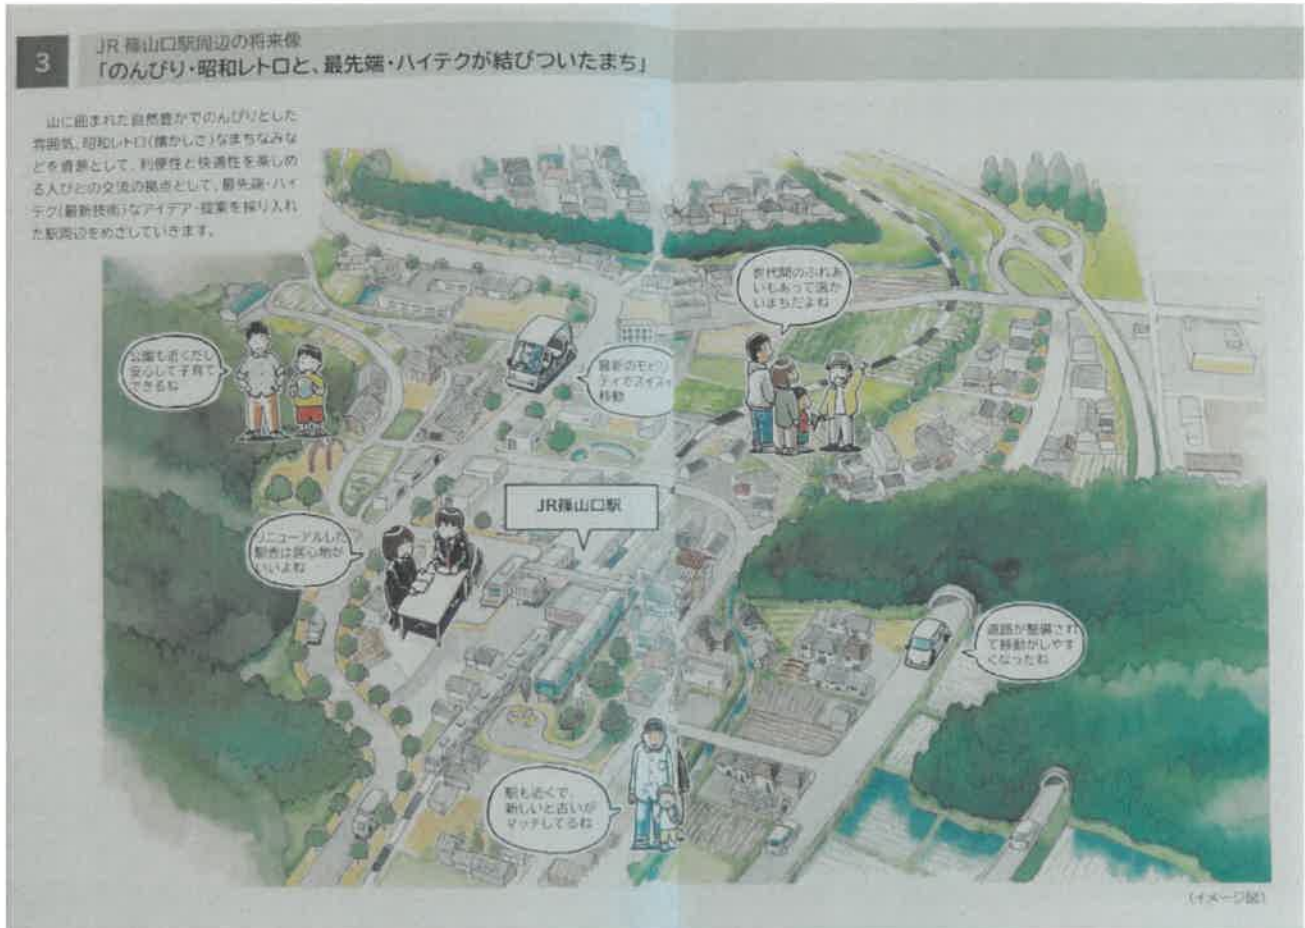 3
JR 篠山口駅周辺の将来像
「のんびり・昭和レトロと、最先端・ハイテクが結びついたまち」
山に囲まれた自然豊かでのんびりとした
雰囲気、昭和レトロ(懐かしさ)なまちなみな
どを背景として、利便性と快適性を楽しめ
る人びとの交流の拠点として、最先端・ハイ
テク(最新技術)なアイデア・提案を採り入れ
た駅周辺をめざしていきます。
世代間のふれあ
いもあって温か
いまちだよね
公園も近くだし
安心して子育て
できるね
最新のモビリ
ティでスイスイ
移動
JR篠山口駅
リニューアルした
駅舎は居心地が
いいよね
道路が整備され
て移動がしやす
くなったね
駅も近くで、
新しいと古いが
マッチしてるね
(イメージ図)